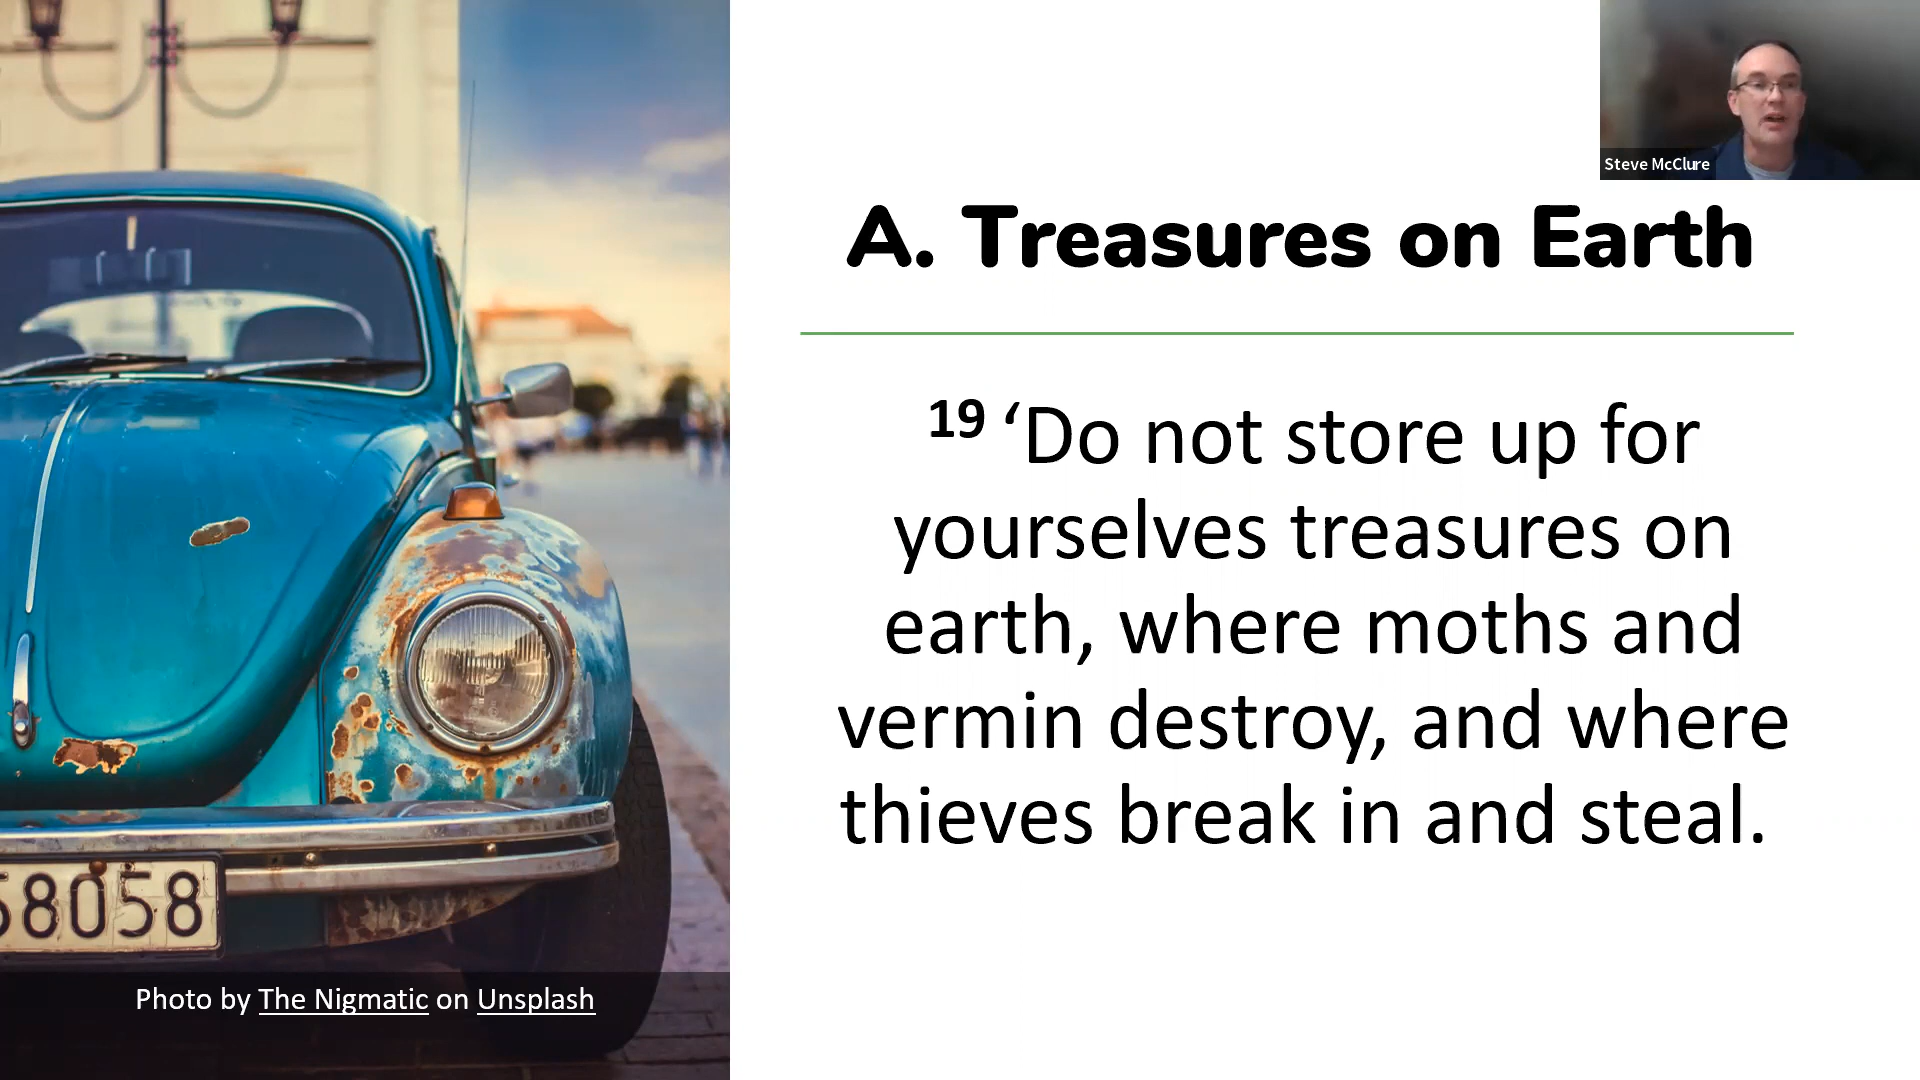 Steve McClure
A. Treasures on Earth
19 ‘Do not store up for
yourselves treasures on
earth, where moths and
vermin destroy, and where
thieves break in and steal.
58058
Photo by The Nigmatic on Unsplash